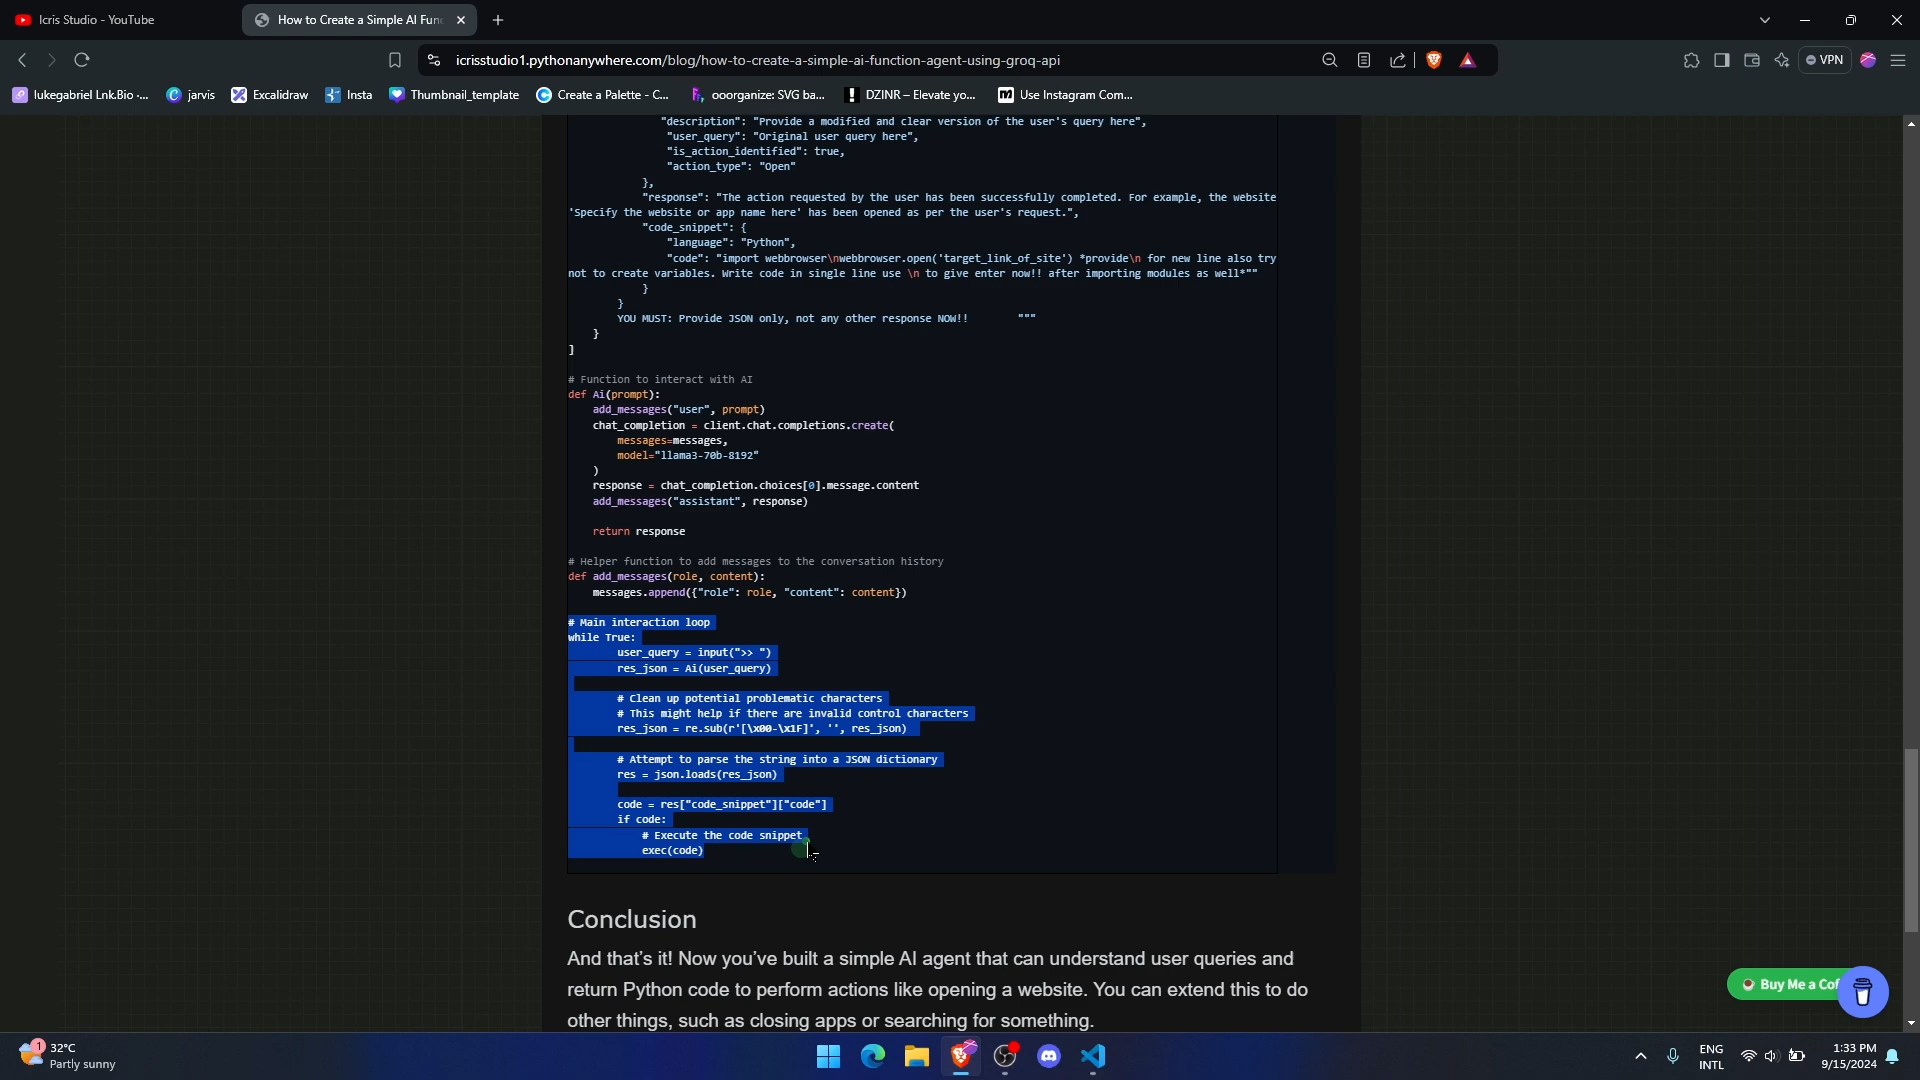 Icris Studio - YouTube
How to Create a Simple AI Fun
icrisstudio1.pythonanywhere.com/blog/how-to-create-a-simple-ai-function-agent-using-groq-api
VPN
lukegabriel Lnk.Bio -...
jarvis
Excalidraw
Insta
Thumbnail_template
Create a Palette - C...
ooorganize: SVG ba...
DZINR – Elevate yo...
Use Instagram Com...
"description": "Provide a modified and clear version of the user's query here",
"user_query": "Original user query here",
"is_action_identified": true,
"action_type": "Open"
},
"response": "The action requested by the user has been successfully completed. For example, the website
'Specify the website or app name here' has been opened as per the user's request.",
"code_snippet": {
"language": "Python",
"code": "import webbrowser\nwebbrowser.open('target_link_of_site') *provide\n for new line also try
not to create variables. Write code in single line use \n to give enter now!! after importing modules as well*""
}
}
YOU MUST: Provide JSON only, not any other response NOW!! """
}
]
# Function to interact with AI
def Ai(prompt):
add_messages("user", prompt)
chat_completion = client.chat.completions.create(
messages=messages,
model="llama3-70b-8192"
)
response = chat_completion.choices[0].message.content
add_messages("assistant", response)
return response
# Helper function to add messages to the conversation history
def add_messages(role, content):
messages.append({"role": role, "content": content})
# Main interaction loop
while True:
user_query = input(">> ")
res_json = Ai(user_query)
# Clean up potential problematic characters
# This might help if there are invalid control characters
res_json = re.sub(r'[\x00-\x1F]', '', res_json)
# Attempt to parse the string into a JSON dictionary
res = json.loads(res_json)
code = res["code_snippet"]["code"]
if code:
# Execute the code snippet
exec(code)
Conclusion
And that's it! Now you've built a simple AI agent that can understand user queries and
return Python code to perform actions like opening a website. You can extend this to do
other things, such as closing apps or searching for something.
Buy Me a Cof
1
32°C
Partly sunny
ENG
INTL
1:33 PM
9/15/2024